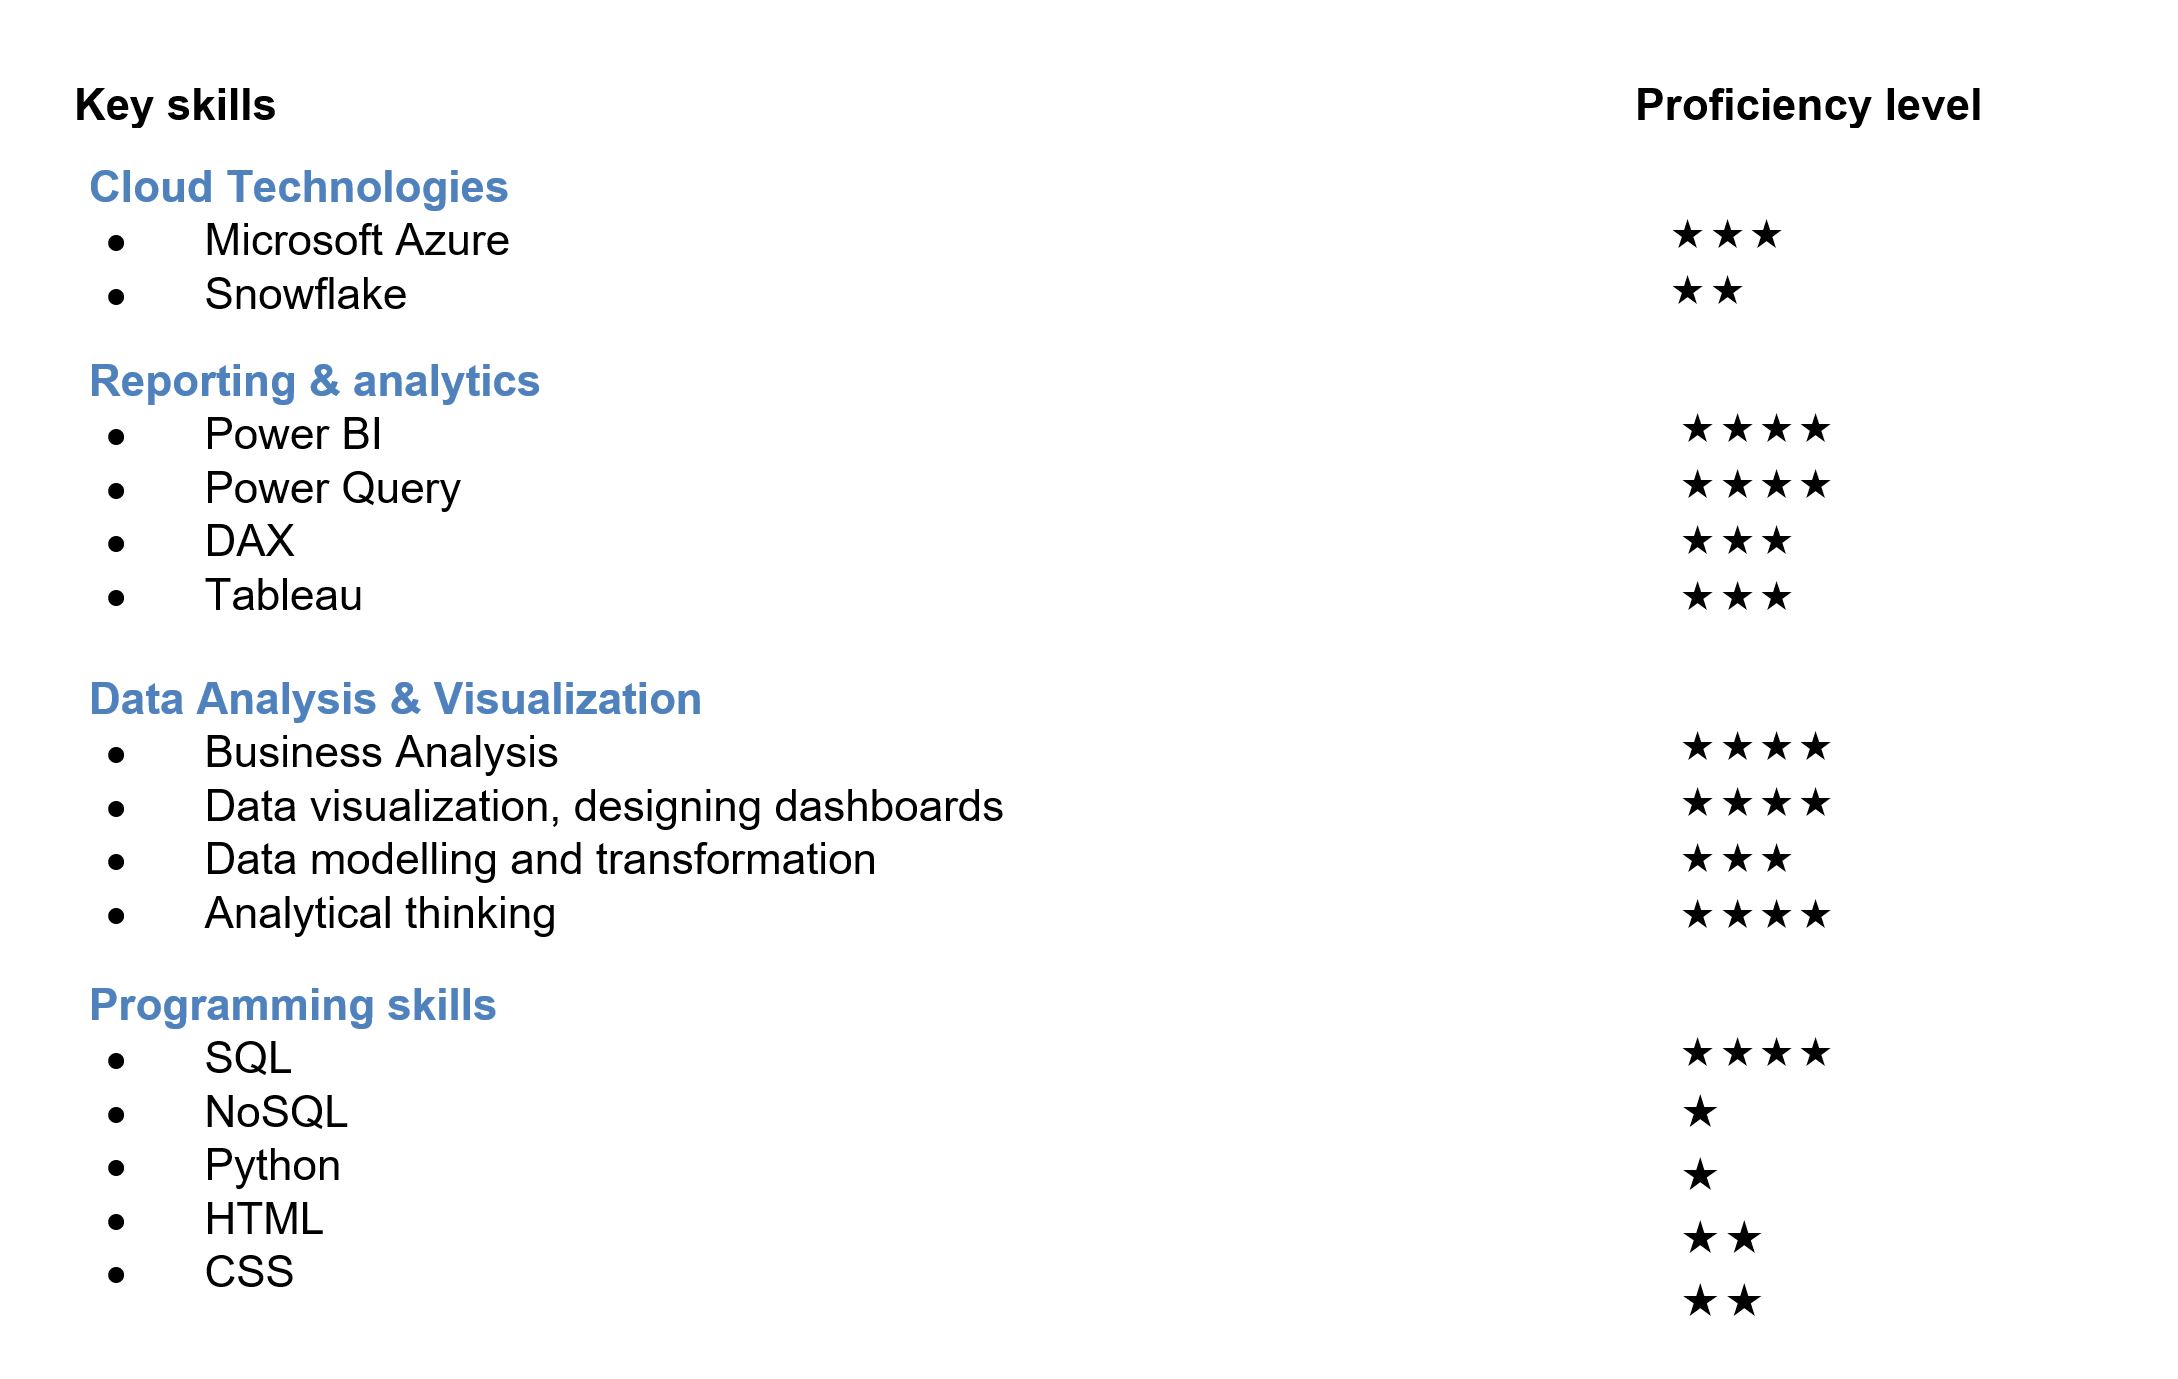 Key skills Proficiency level
Cloud Technologies
● Microsoft Azure ★★★
● Snowflake ★★
Reporting & analytics
● Power BI ★★★★
● Power Query ★★★★
● DAX ★★★
● Tableau ★★★
Data Analysis & Visualization
● Business Analysis ★★★★
● Data visualization, designing dashboards ★★★★
● Data modelling and transformation ★★★
● Analytical thinking ★★★★
Programming skills
● SQL ★★★★
● NoSQL ★
● Python ★
● HTML ★★
● CSS ★★